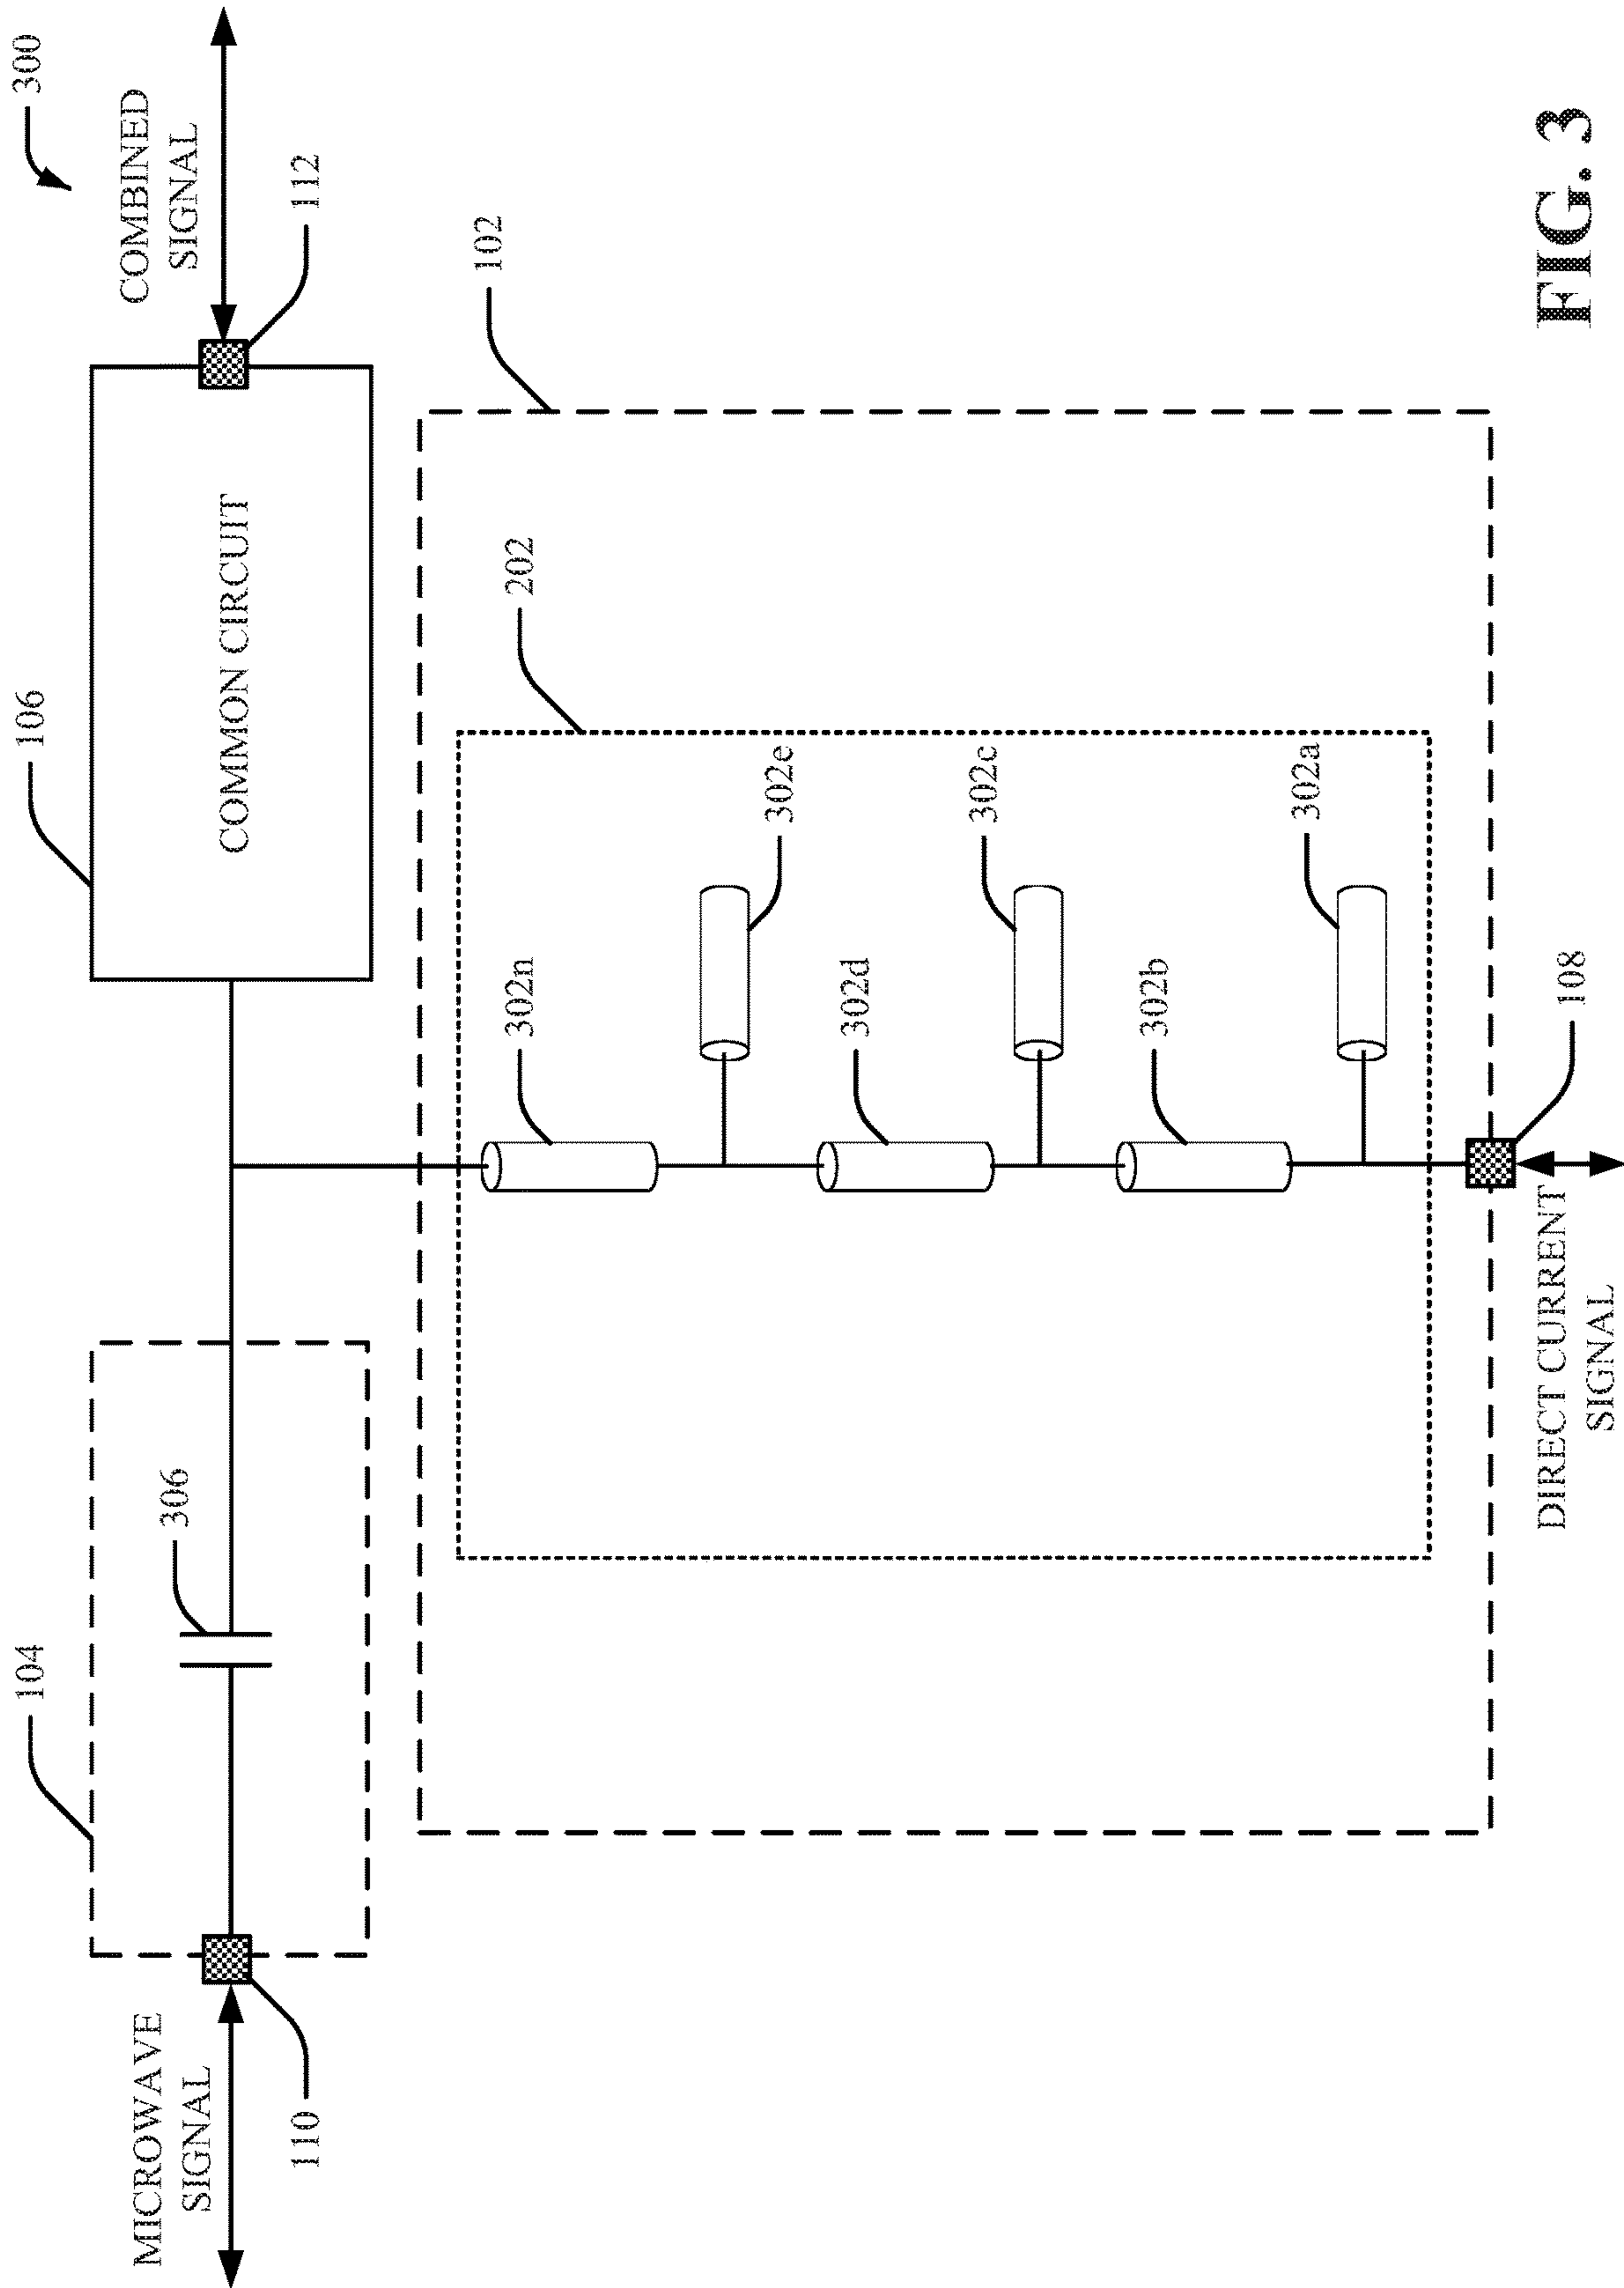 300
COMBINED
SIGNAL
112
106
COMMON CIRCUIT
104
306
MICROWAVE
SIGNAL
110
102
202
302n
302e
302d
302c
302b
302a
108
DIRECT CURRENT
SIGNAL
FIG. 3